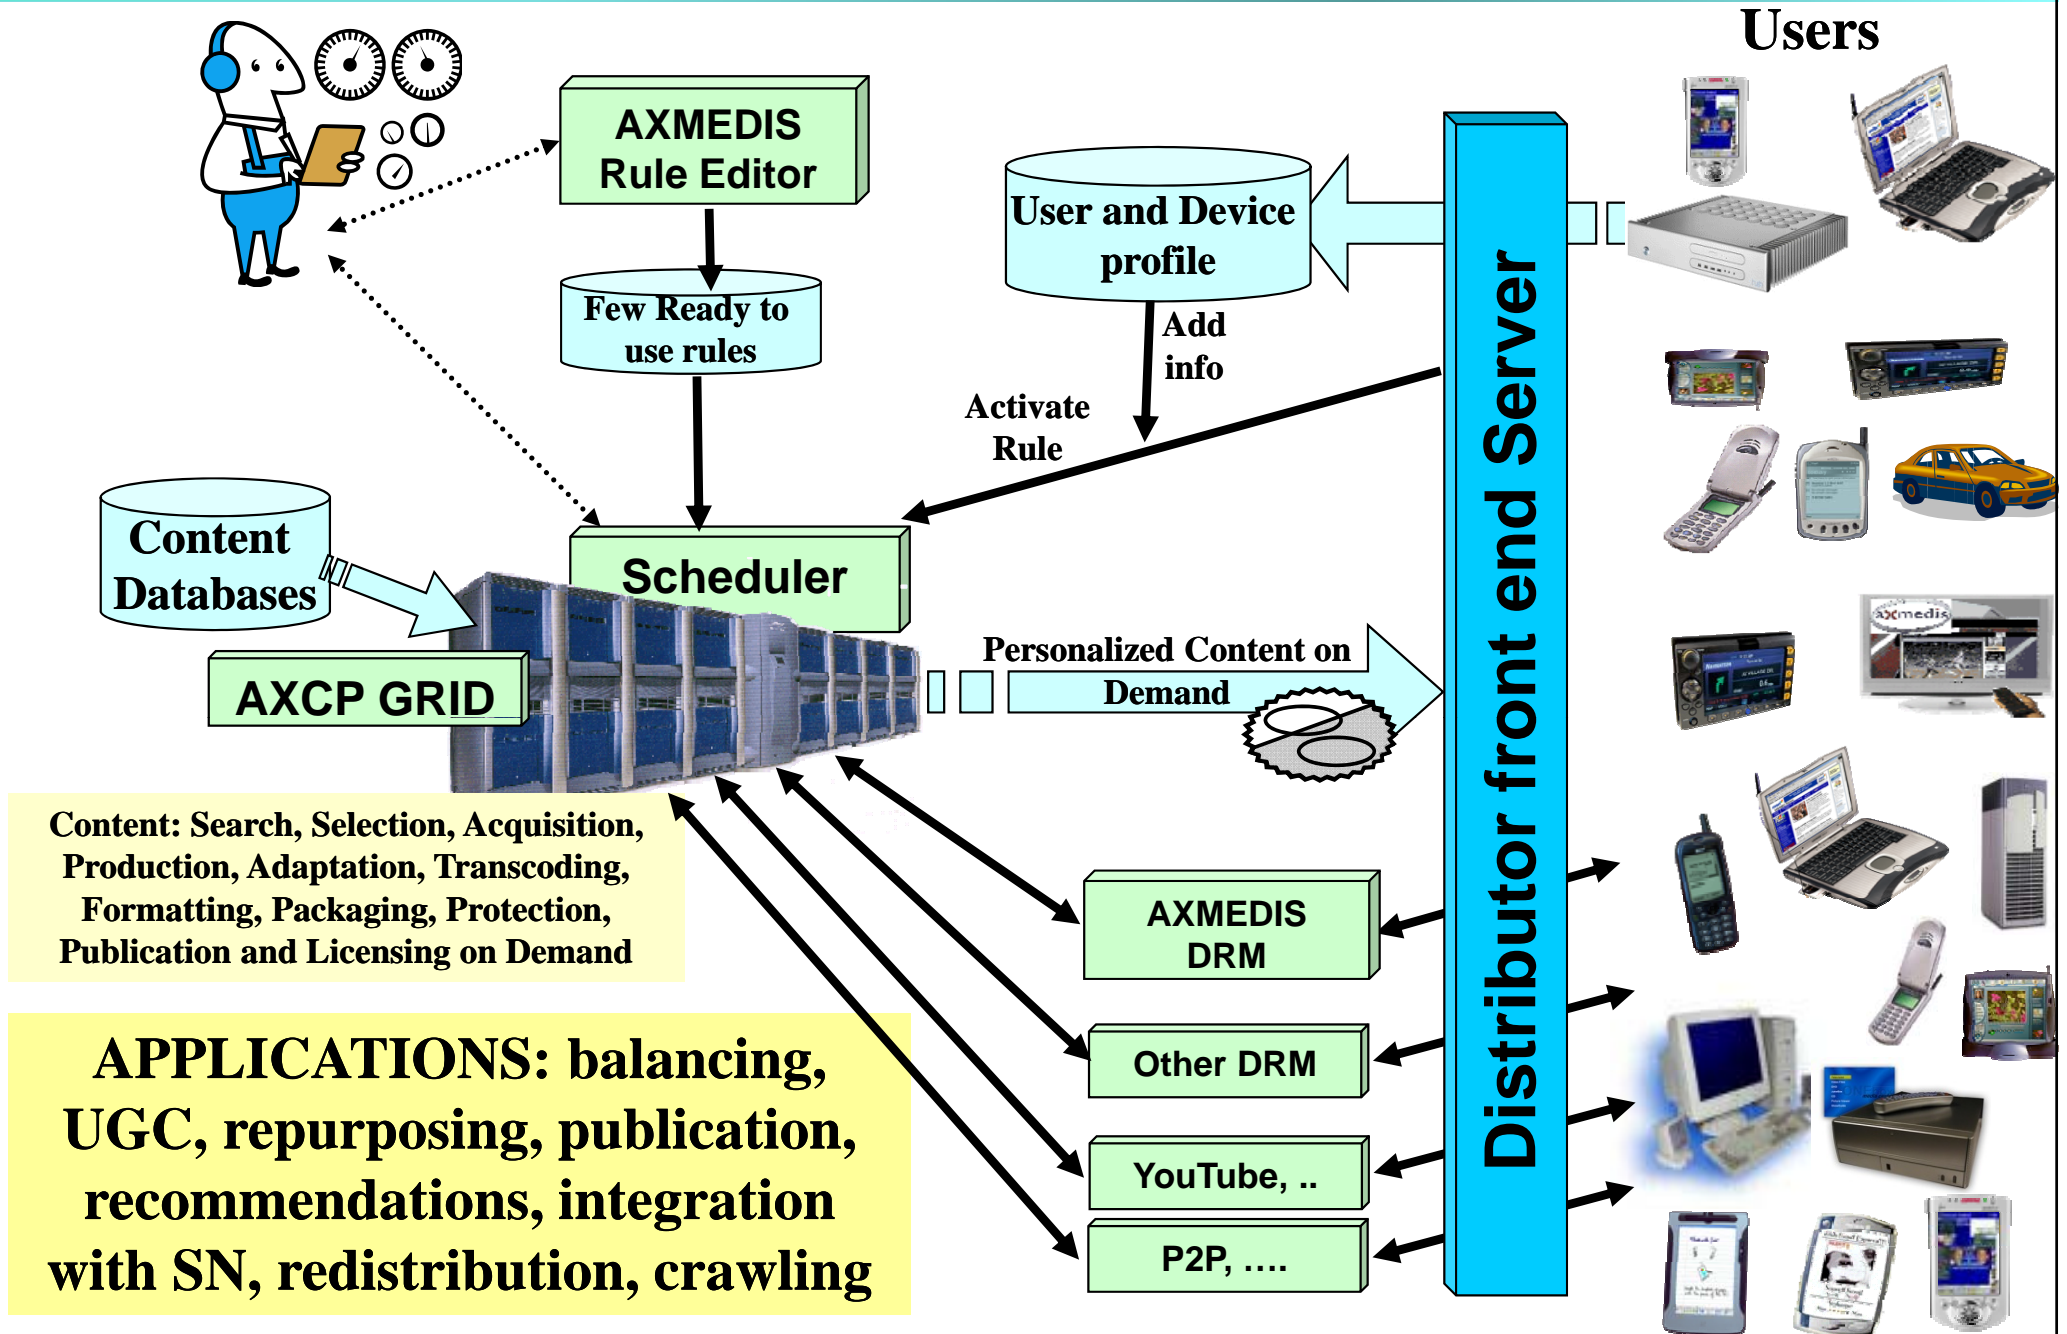 Users
AXMEDIS
Rule Editor
User and Device
profile
Few Ready to
use rules
Add
info
Activate
Rule
Content
Databases
Scheduler
AXCP GRID
Personalized Content on
Demand
Distributor front end Server
axmedis
Content: Search, Selection, Acquisition,
Production, Adaptation, Transcoding,
Formatting, Packaging, Protection,
Publication and Licensing on Demand
AXMEDIS
DRM
Other DRM
YouTube, ..
P2P, ....
APPLICATIONS: balancing,
UGC, repurposing, publication,
recommendations, integration
with SN, redistribution, crawling